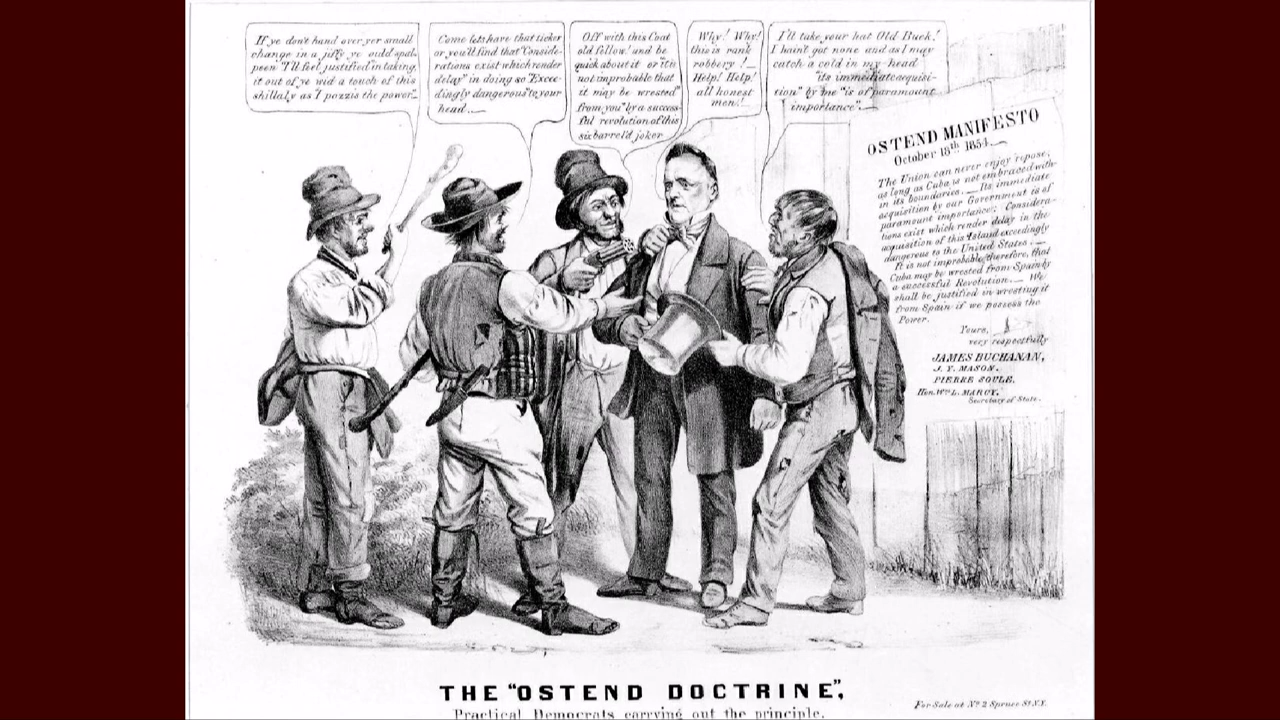 If ye don't hand over yer small
change in a jiffy ye ould spal-
peen "I'll feel justified in taking
it out of ye wid a touch of this
shillaly as "I pozzis the power."
Come lets have that ticker
or you'll find that "Conside-
rations exist which render
delay" in doing so "Excee-
dingly dangerous" to your
head.
Off with this Coat
old fellow! and be
quick about it or "it is
not improbable that
it may be wrested"
from you "by a success-
ful revolution of this
six barrel'd joker
Why! Why!
this is rank
robbery!
Help! Help!
all honest
men!
I'll take your hat Old Buck!
I hain't got none and as I may
catch a cold in my head
"its immediate acquisi-
tion" by me "is of paramount
importance".
OSTEND MANIFESTO
October 18th 1854.
The Union can never enjoy repose,
as long as Cuba is not embraced with-
in its boundaries. — Its immediate
acquisition by our Government is of
paramount importance; Considera-
tions exist which render delay in the
acquisition of this Island exceedingly
dangerous to the United States. —
It is not improbable, therefore, that
Cuba may be wrested from Spain by
a successful Revolution. — We
shall be justified in wresting it
from Spain if we possess the
Power.
Yours,
very respectfully
JAMES BUCHANAN,
J. Y. MASON.
PIERRE SOULE.
Hon. Wm L. MARCY.
Secretary of State.
THE "OSTEND DOCTRINE",
Practical Democrats carrying out the principle.
For Sale at No 2 Spruce St N.Y.